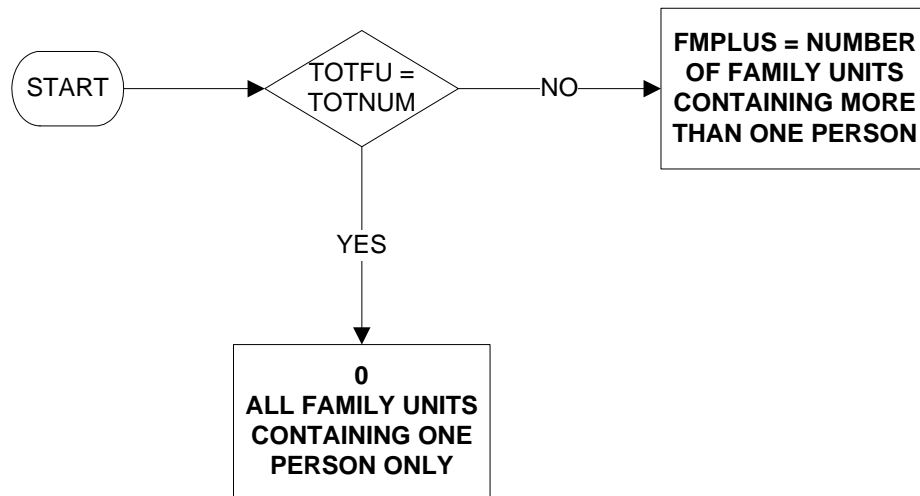 START
TOTFU =
TOTNUM
NO
FMPLUS = NUMBER
OF FAMILY UNITS
CONTAINING MORE
THAN ONE PERSON
YES
0
ALL FAMILY UNITS
CONTAINING ONE
PERSON ONLY